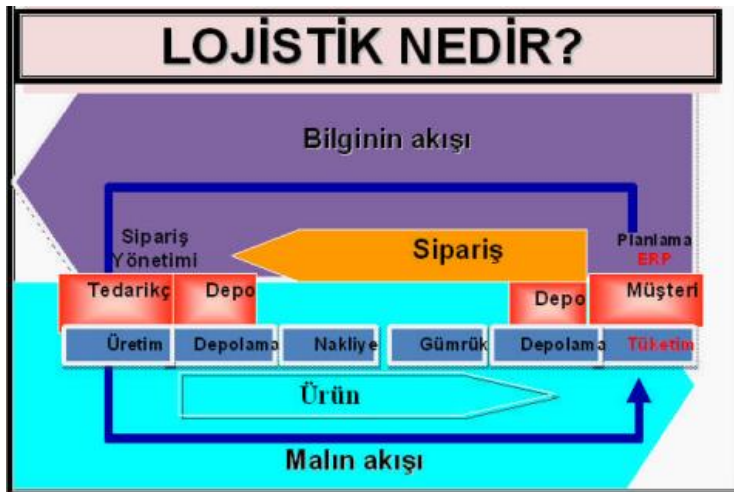 LOJİSTİK NEDİR?
Bilginin akışı
Sipariş
Yönetimi
Sipariş
Planlama
ERP
Tedarikç
Depo
Depo
Müşteri
Üretim
Depolama
Nakliye
Gümrük
Depolama
Tüketim
Ürün
Malın akışı